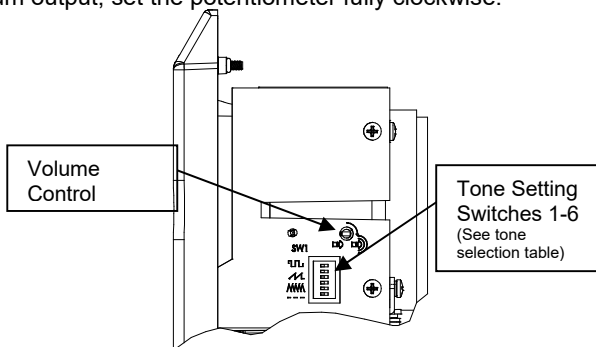 um output, set the potentiometer fully clockwise.
Volume
Control
Tone Setting
Switches 1-6
(See tone
selection table)
SW1